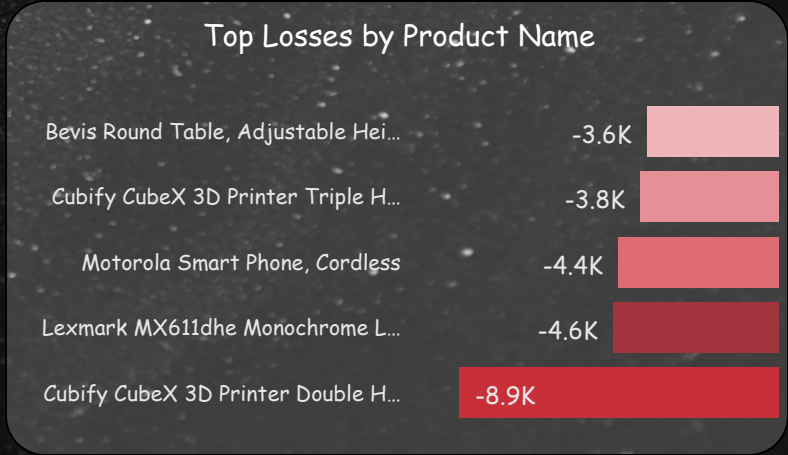 Top Losses by Product Name
Bevis Round Table, Adjustable Hei... -3.6K
Cubify CubeX 3D Printer Triple H... -3.8K
Motorola Smart Phone, Cordless -4.4K
Lexmark MX611dhe Monochrome L... -4.6K
Cubify CubeX 3D Printer Double H... -8.9K